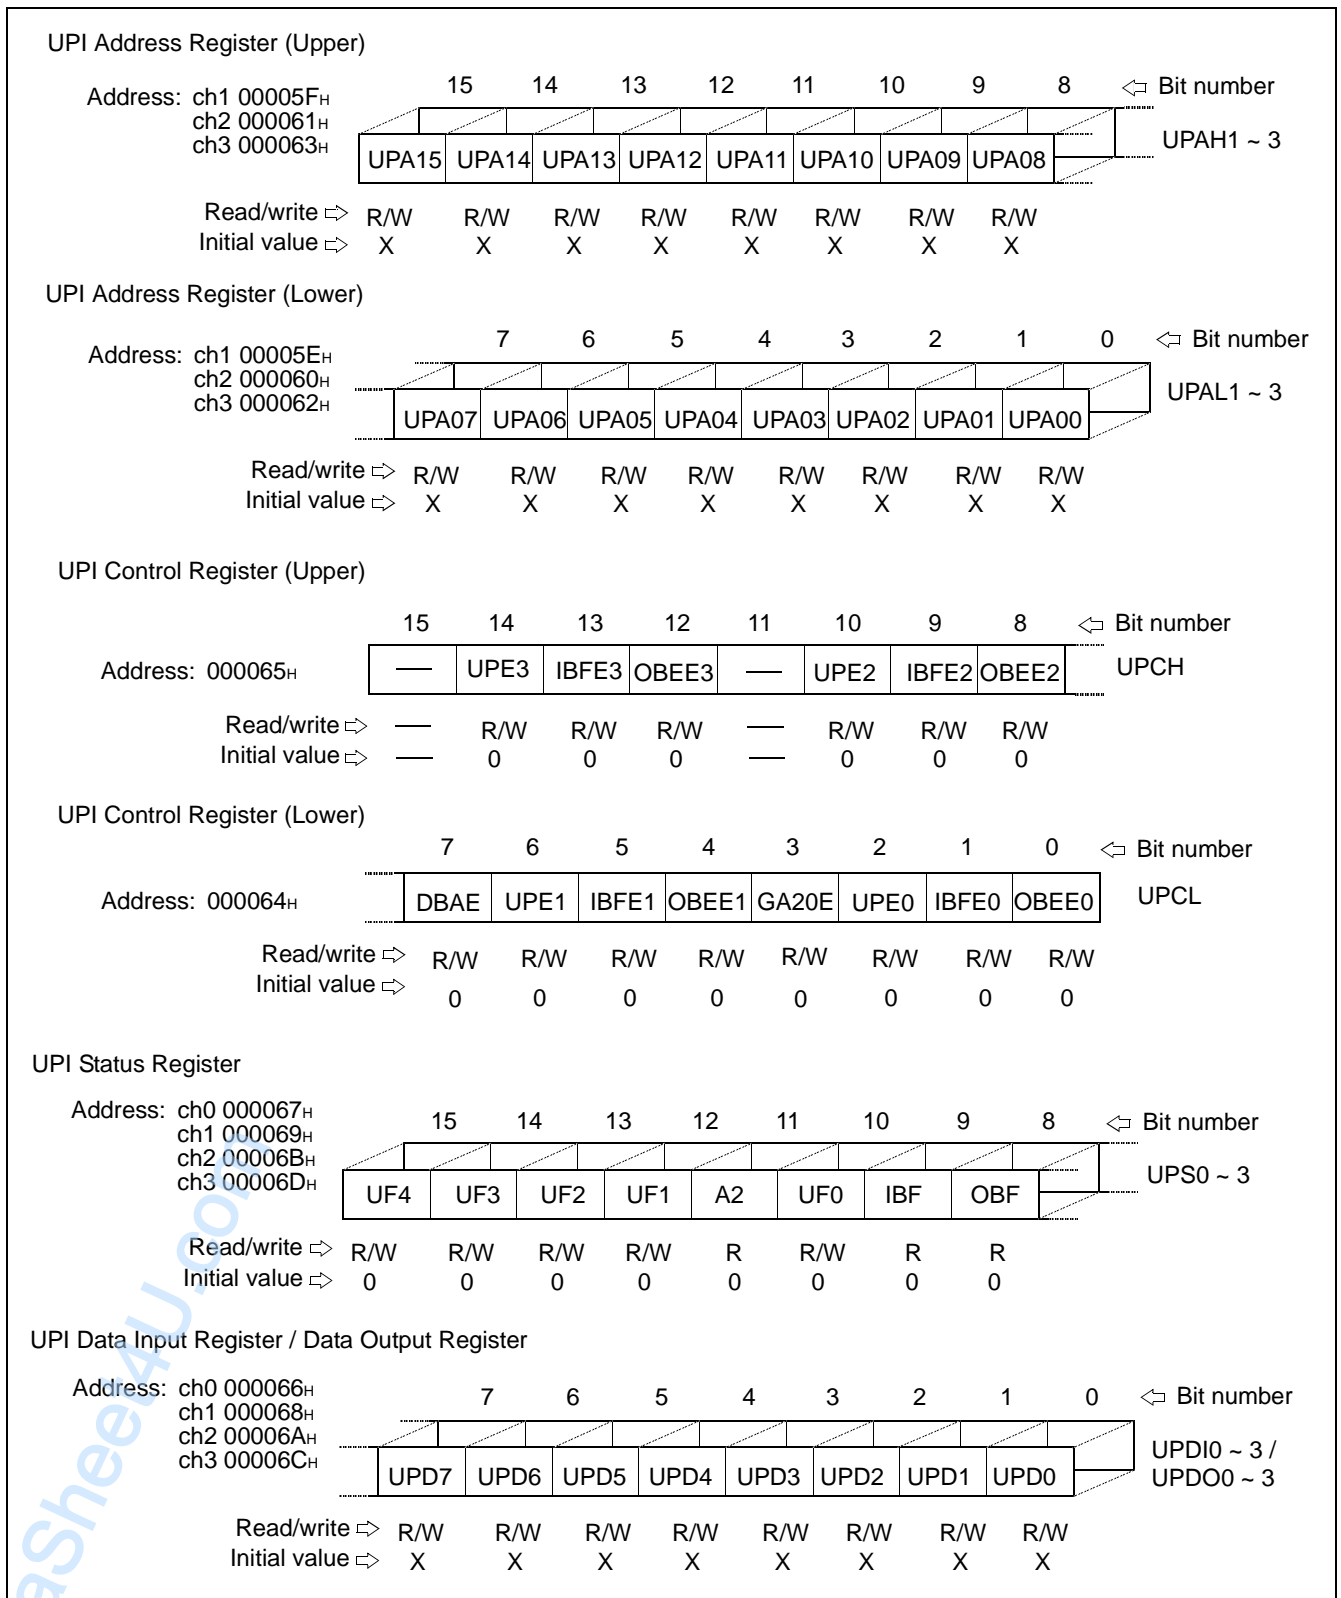 UPI Address Register (Upper)
Address: ch1 00005FH
ch2 000061H
ch3 000063H
15 14 13 12 11 10 9 8 ⇦ Bit number
UPA15 UPA14 UPA13 UPA12 UPA11 UPA10 UPA09 UPA08 UPAH1 ~ 3
Read/write ⇨ R/W R/W R/W R/W R/W R/W R/W R/W
Initial value ⇨ X X X X X X X X
UPI Address Register (Lower)
Address: ch1 00005EH
ch2 000060H
ch3 000062H
7 6 5 4 3 2 1 0 ⇦ Bit number
UPA07 UPA06 UPA05 UPA04 UPA03 UPA02 UPA01 UPA00 UPAL1 ~ 3
Read/write ⇨ R/W R/W R/W R/W R/W R/W R/W R/W
Initial value ⇨ X X X X X X X X
UPI Control Register (Upper)
15 14 13 12 11 10 9 8 ⇦ Bit number
Address: 000065H — UPE3 IBFE3 OBEE3 — UPE2 IBFE2 OBEE2 UPCH
Read/write ⇨ — R/W R/W R/W — R/W R/W R/W
Initial value ⇨ — 0 0 0 — 0 0 0
UPI Control Register (Lower)
7 6 5 4 3 2 1 0 ⇦ Bit number
Address: 000064H DBAE UPE1 IBFE1 OBEE1 GA20E UPE0 IBFE0 OBEE0 UPCL
Read/write ⇨ R/W R/W R/W R/W R/W R/W R/W R/W
Initial value ⇨ 0 0 0 0 0 0 0 0
UPI Status Register
Address: ch0 000067H
ch1 000069H
ch2 00006BH
ch3 00006DH
15 14 13 12 11 10 9 8 ⇦ Bit number
UF4 UF3 UF2 UF1 A2 UF0 IBF OBF UPS0 ~ 3
Read/write ⇨ R/W R/W R/W R/W R R/W R R
Initial value ⇨ 0 0 0 0 0 0 0 0
UPI Data Input Register / Data Output Register
Address: ch0 000066H
ch1 000068H
ch2 00006AH
ch3 00006CH
7 6 5 4 3 2 1 0 ⇦ Bit number
UPD7 UPD6 UPD5 UPD4 UPD3 UPD2 UPD1 UPD0 UPDI0 ~ 3 /
UPDO0 ~ 3
Read/write ⇨ R/W R/W R/W R/W R/W R/W R/W R/W
Initial value ⇨ X X X X X X X X
aSheet4U.com